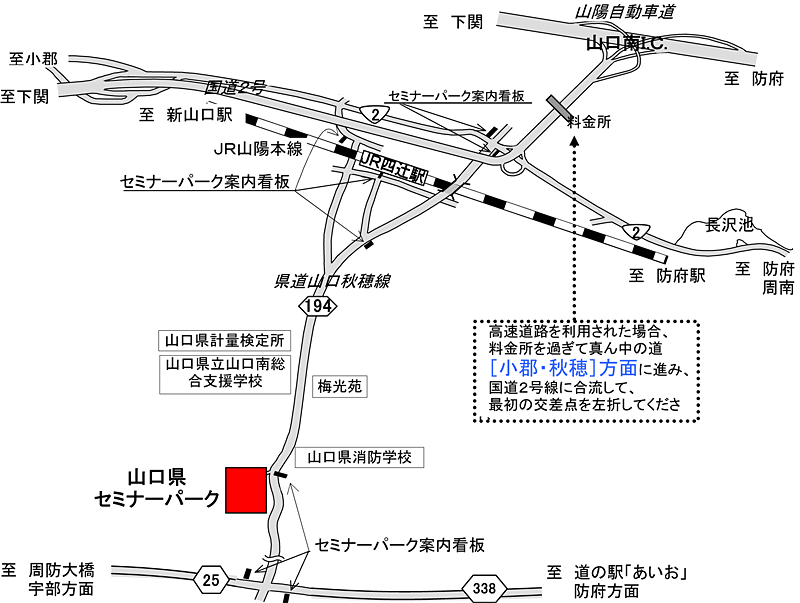 山陽自動車道
至 下関
山口南I.C.
至小郡
至 防府
国道2号
至下関
セミナーパーク案内看板
至 新山口駅
2
料金所
JR山陽本線
JR四辻駅
セミナーパーク案内看板
長沢池
2
至 防府駅
至 防府
周南
県道山口秋穂線
194
高速道路を利用された場合、
料金所を過ぎて真ん中の道
[小郡・秋穂]方面に進み、
国道2号線に合流して、
最初の交差点を左折してくださ
山口県計量検定所
山口県立山口南総
合支援学校
梅光苑
山口県消防学校
山口県
セミナーパーク
セミナーパーク案内看板
至 周防大橋
宇部方面
25
338
至 道の駅「あいお」
防府方面